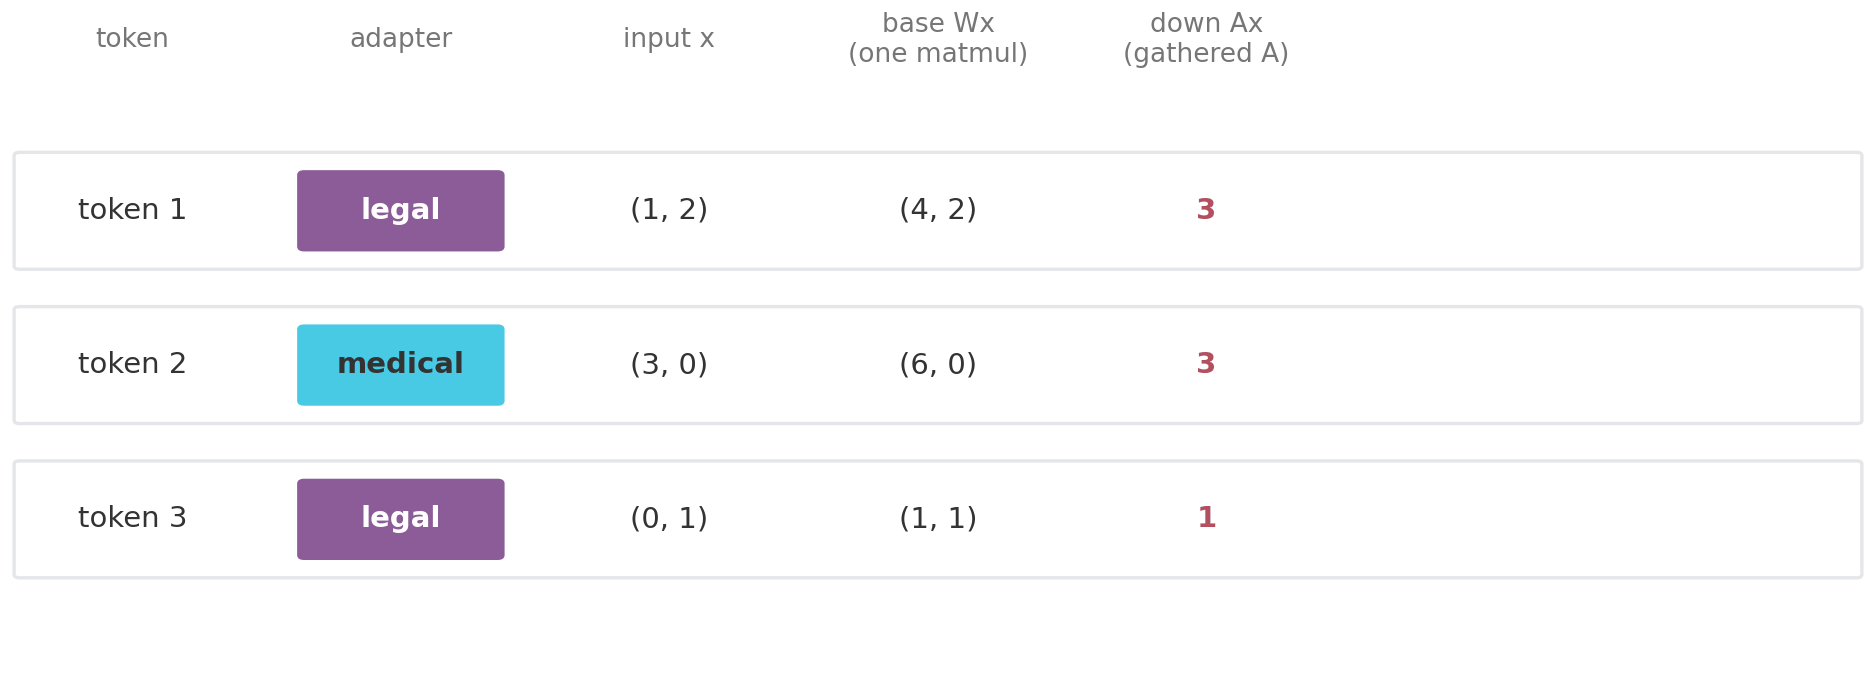 token adapter input x base Wx (one matmul) down Ax (gathered A)
token 1 legal (1, 2) (4, 2) 3
token 2 medical (3, 0) (6, 0) 3
token 3 legal (0, 1) (1, 1) 1